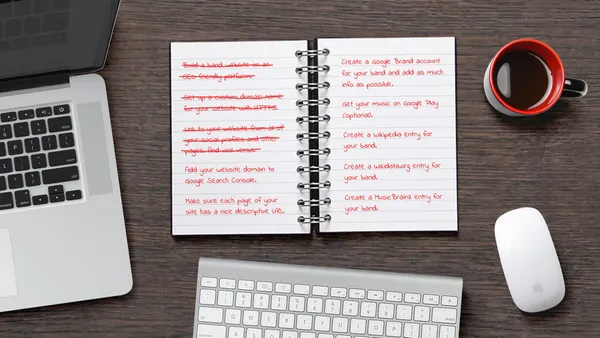 Build a band website on an
SEO friendly platform.
Set up a custom domain name
for your website with HTTPS.
Link to your website from all of
your social profiles and other
pages. And vice versa.
Add your website domain to
Google Search Console.
Make sure each page of your
site has a nice descriptive URL.
Create a Google Brand account
for your band and add as much
info as possible.
Get your music on Google Play
(optional).
Create a Wikipedia entry for
your band.
Create a Wikidata.org entry for
your band.
Create a MusicBrainz entry for
your band.